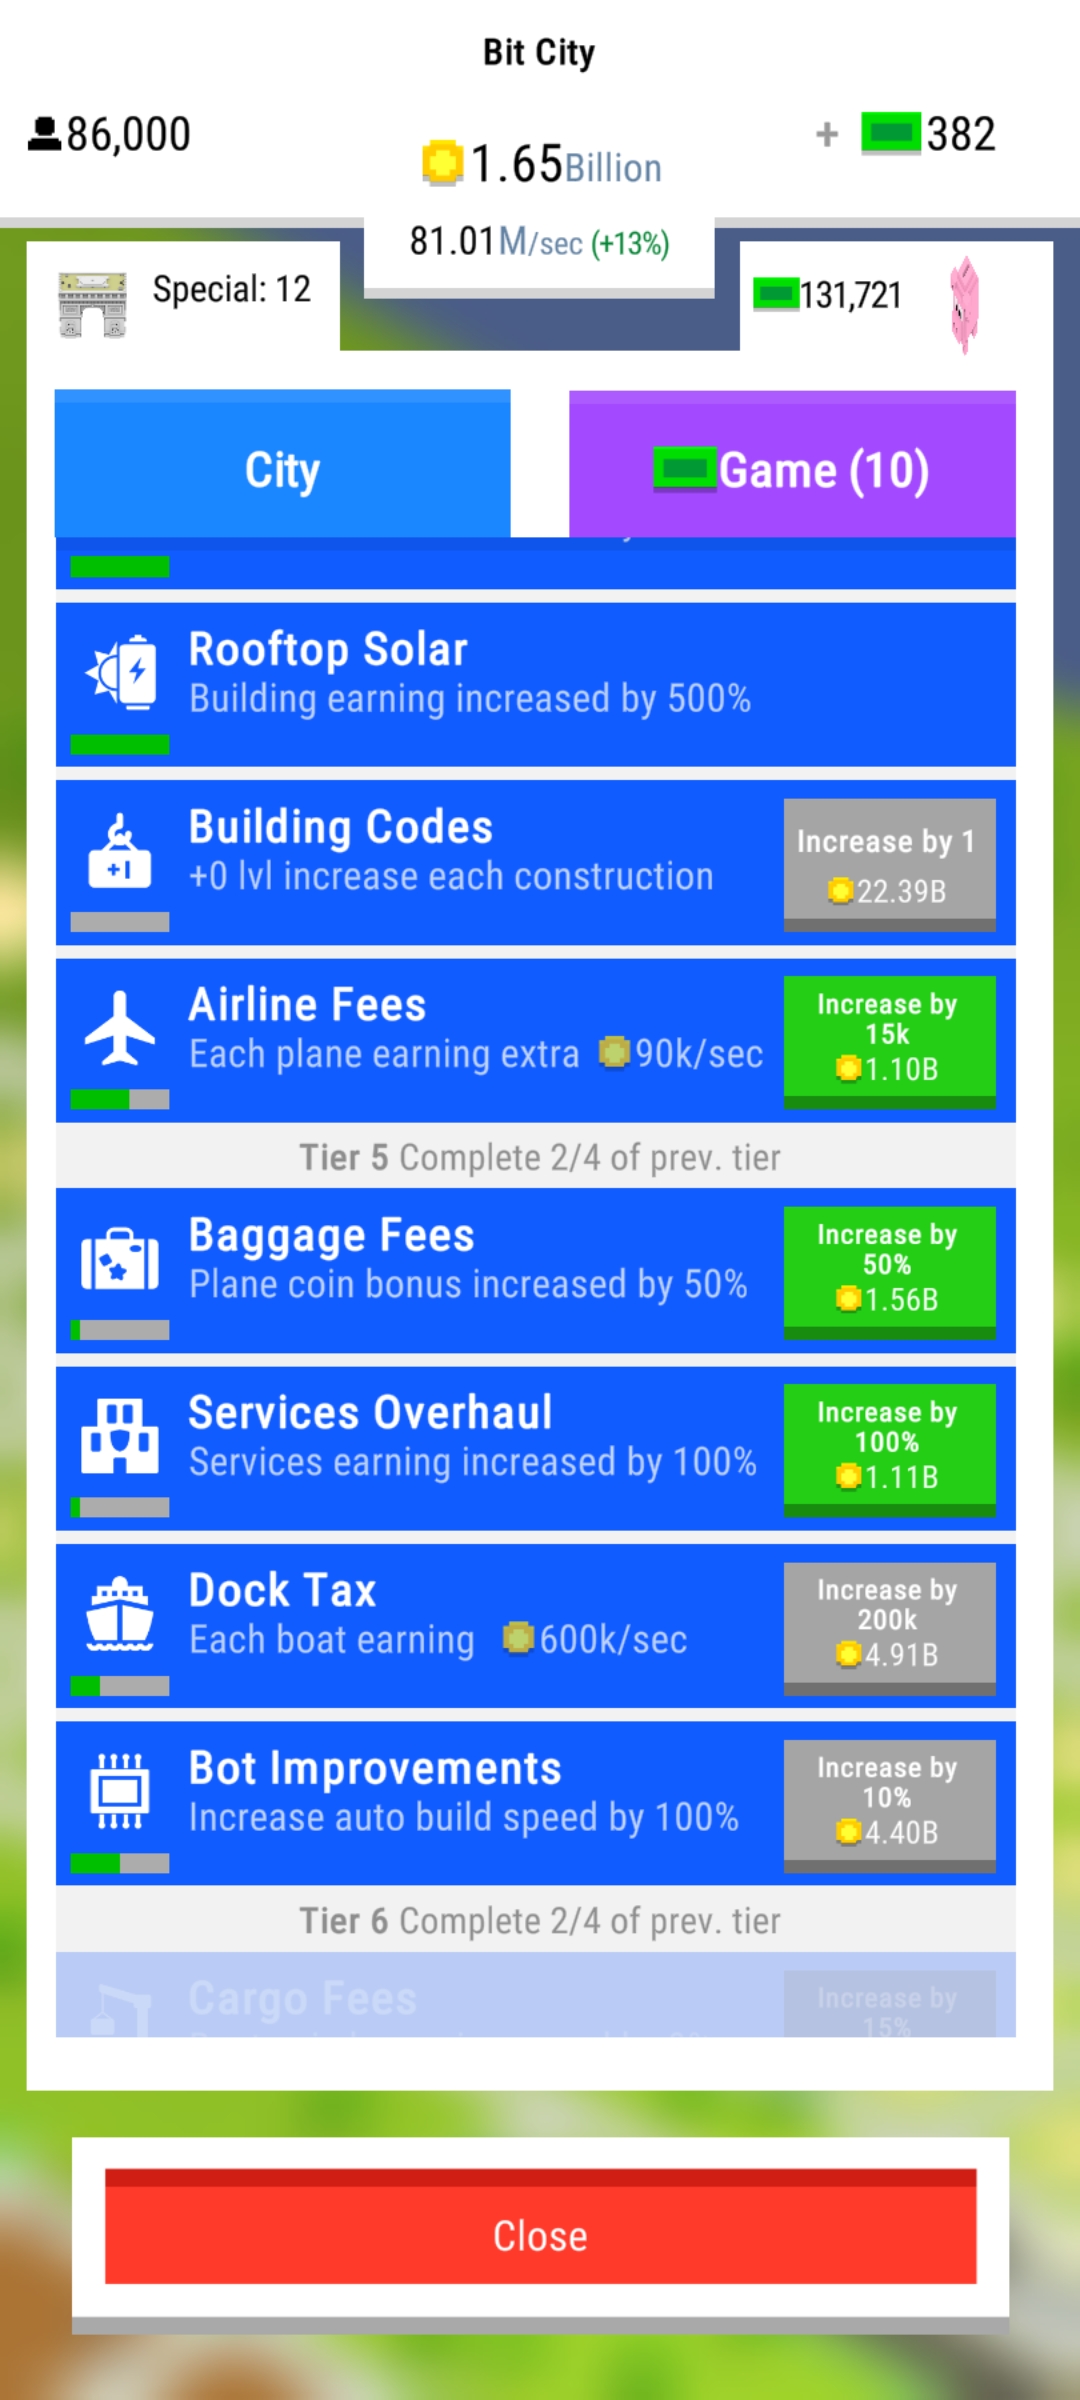 Bit City
86,000
1.65Billion
+ 382
81.01M/sec (+13%)
Special: 12
131,721
City
Game (10)
Rooftop Solar
Building earning increased by 500%
Building Codes
+0 lvl increase each construction
+1
Increase by 1
22.39B
Airline Fees
Each plane earning extra 90k/sec
Increase by
15k
1.10B
Tier 5 Complete 2/4 of prev. tier
Baggage Fees
Plane coin bonus increased by 50%
Increase by
50%
1.56B
Services Overhaul
Services earning increased by 100%
Increase by
100%
1.11B
Dock Tax
Each boat earning 600k/sec
Increase by
200k
4.91B
Bot Improvements
Increase auto build speed by 100%
Increase by
10%
4.40B
Tier 6 Complete 2/4 of prev. tier
Cargo Fees
Increase by
15%
Close